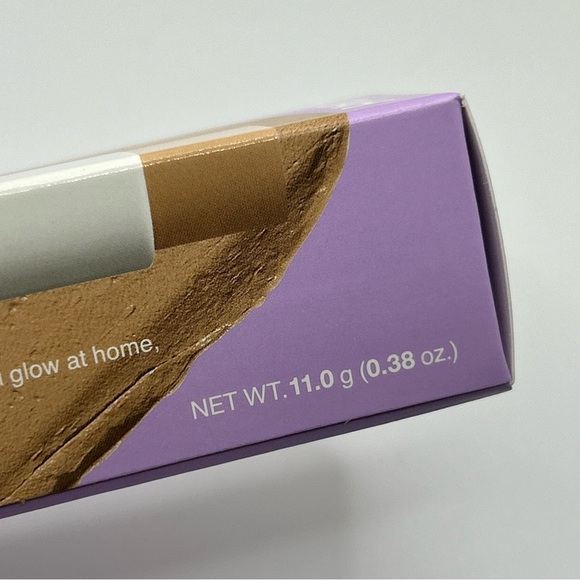 glow at home,
NET WT. 11.0 g (0.38 oz.)